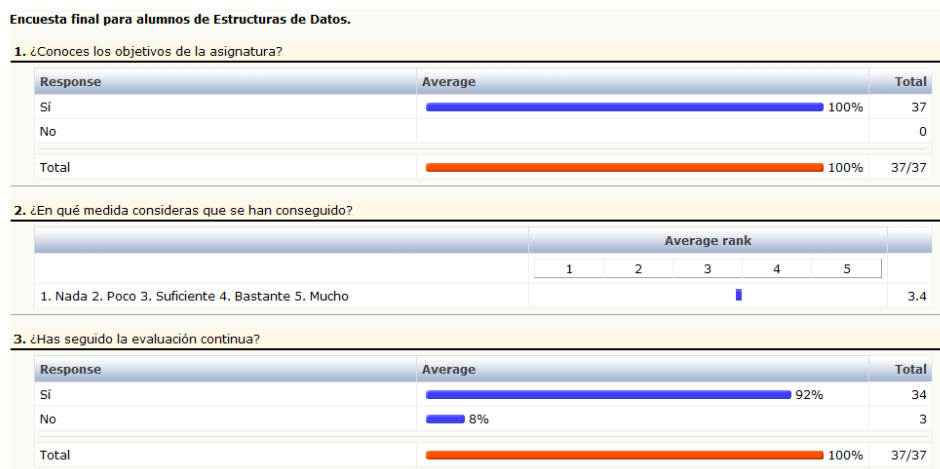 Encuesta final para alumnos de Estructuras de Datos.
1. ¿Conoces los objetivos de la asignatura?
Response Average Total
Sí 100% 37
No 0
Total 100% 37/37
2. ¿En qué medida consideras que se han conseguido?
Average rank
1 2 3 4 5
1. Nada 2. Poco 3. Suficiente 4. Bastante 5. Mucho 3.4
3. ¿Has seguido la evaluación continua?
Response Average Total
Sí 92% 34
No 8% 3
Total 100% 37/37